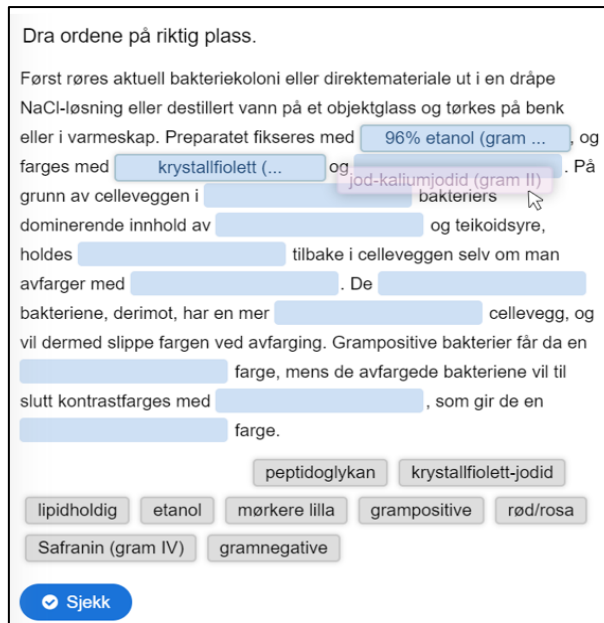 Dra ordene på riktig plass.
Først røres aktuell bakteriekoloni eller direktemateriale ut i en dråpe
NaCl-løsning eller destillert vann på et objektglass og tørkes på benk
eller i varmeskap. Preparatet fikseres med 96% etanol (gram ... , og
farges med krystallfiolett (... og jod-kaliumjodid (gram II) . På
grunn av celleveggen i bakteriers
dominerende innhold av og teikoidsyre,
holdes tilbake i celleveggen selv om man
avfarger med . De
bakteriene, derimot, har en mer cellevegg, og
vil dermed slippe fargen ved avfarging. Grampositive bakterier får da en
farge, mens de avfargede bakteriene vil til
slutt kontrastfarges med , som gir de en
farge.
peptidoglykan krystallfiolett-jodid
lipidholdig etanol mørkere lilla grampositive rød/rosa
Safranin (gram IV) gramnegative
Sjekk